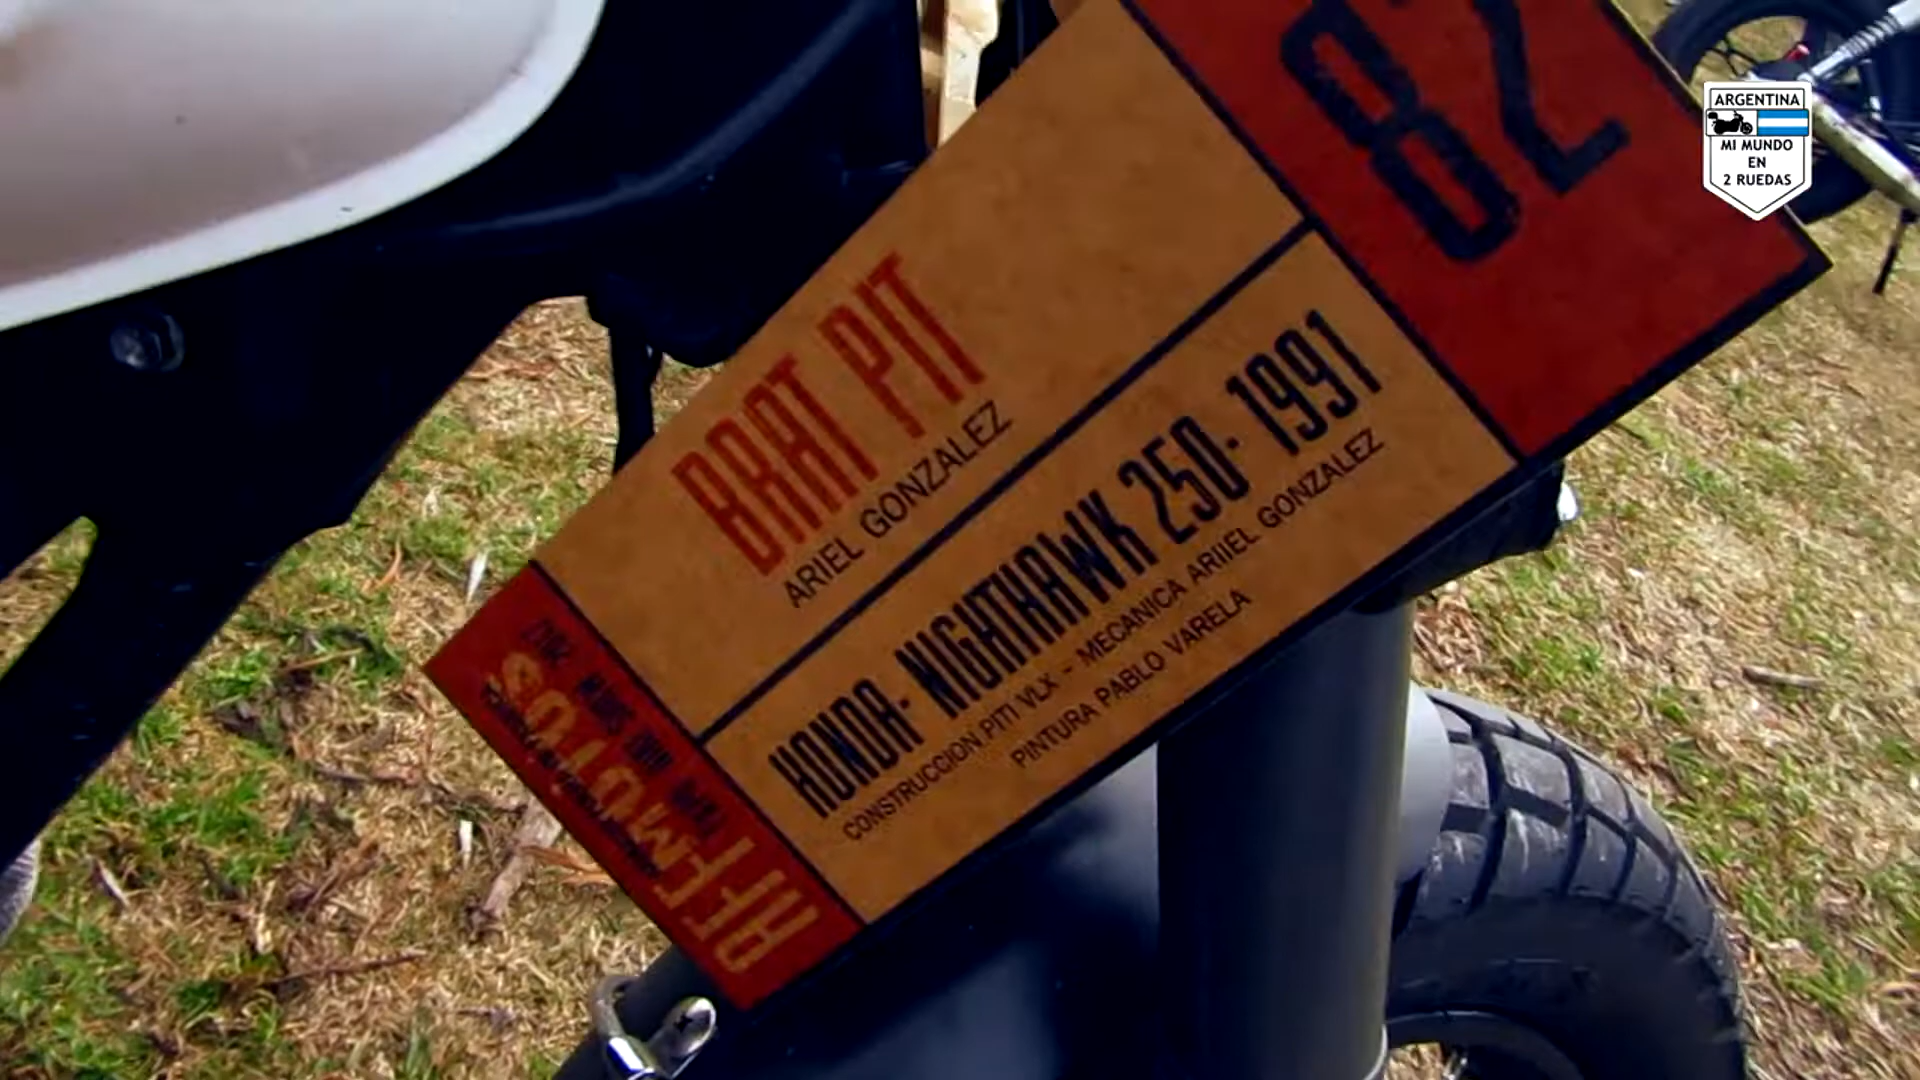 82
BRAT PIT
ARIEL GONZALEZ
HONDA- NIGHTHAWK 250- 1991
CONSTRUCCION PITI VLX - MECANICA ARIIEL GONZALEZ
PINTURA PABLO VARELA
ARGENTINA
MI MUNDO
EN
2 RUEDAS